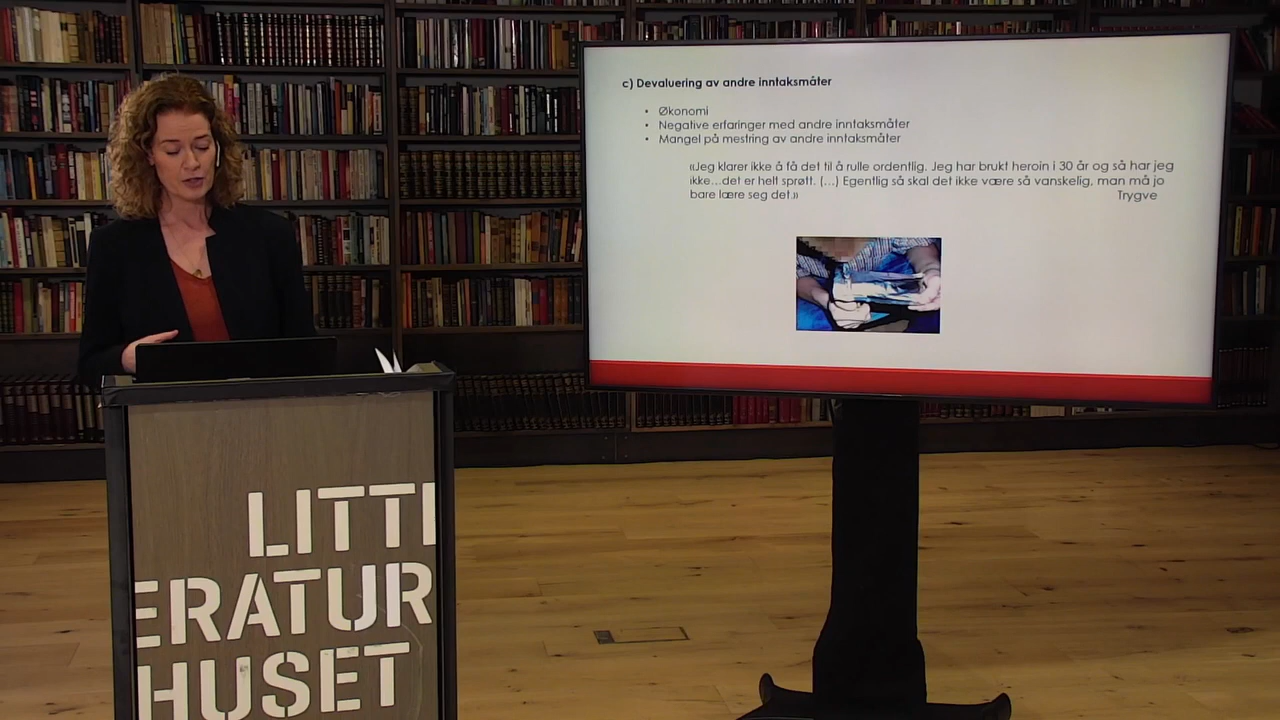 c) Devaluering av andre inntaksmåter
• Økonomi
• Negative erfaringer med andre inntaksmåter
• Mangel på mestring av andre inntaksmåter
«Jeg klarer ikke å få det til å rulle ordentlig. Jeg har brukt heroin i 30 år og så har jeg
ikke...det er helt sprøtt. (...) Egentlig så skal det ikke være så vanskelig, man må jo
bare lære seg det.» Trygve
LITT
ERATUR
HUSET